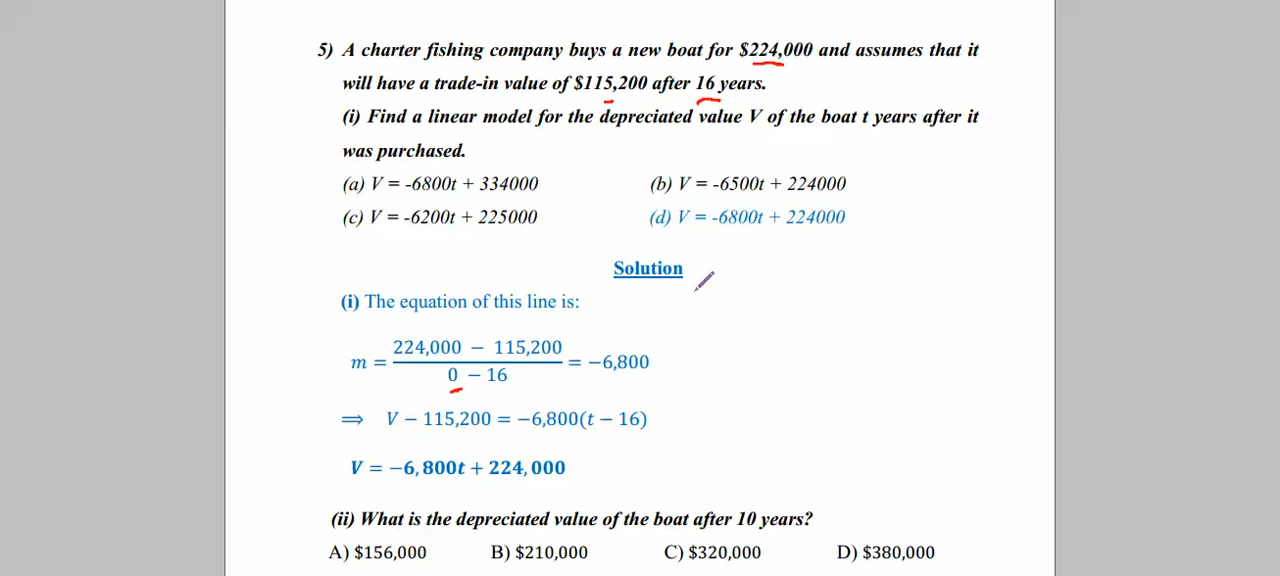 5) A charter fishing company buys a new boat for $224,000 and assumes that it
will have a trade-in value of $115,200 after 16 years.
(i) Find a linear model for the depreciated value V of the boat t years after it
was purchased.
(a) V = -6800t + 334000 (b) V = -6500t + 224000
(c) V = -6200t + 225000 (d) V = -6800t + 224000
Solution
(i) The equation of this line is:
m = (224,000 − 115,200) / (0 − 16) = −6,800
⟹ V − 115,200 = −6,800(t − 16)
V = −6,800t + 224,000
(ii) What is the depreciated value of the boat after 10 years?
A) $156,000 B) $210,000 C) $320,000 D) $380,000